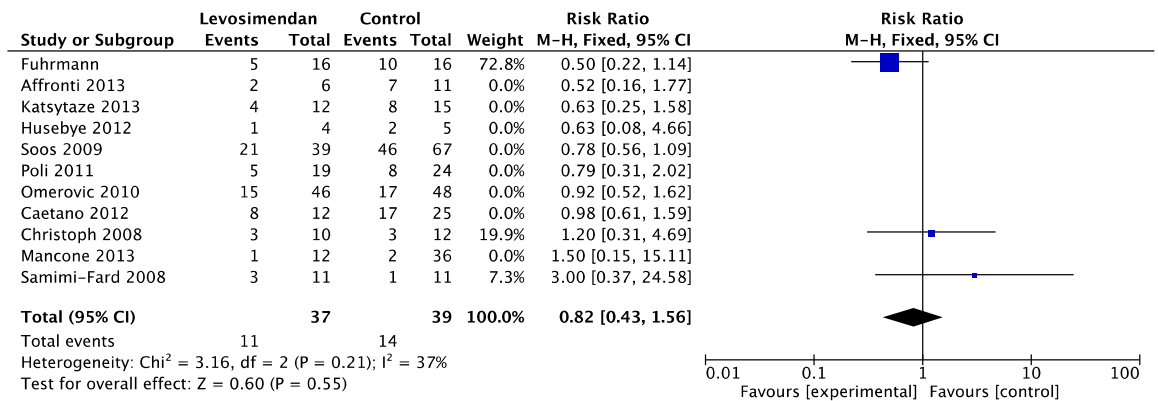 Levosimendan Control Risk Ratio Risk Ratio
Study or Subgroup Events Total Events Total Weight M-H, Fixed, 95% CI M-H, Fixed, 95% CI
Fuhrmann 5 16 10 16 72.8% 0.50 [0.22, 1.14]
Affronti 2013 2 6 7 11 0.0% 0.52 [0.16, 1.77]
Katsytaze 2013 4 12 8 15 0.0% 0.63 [0.25, 1.58]
Husebye 2012 1 4 2 5 0.0% 0.63 [0.08, 4.66]
Soos 2009 21 39 46 67 0.0% 0.78 [0.56, 1.09]
Poli 2011 5 19 8 24 0.0% 0.79 [0.31, 2.02]
Omerovic 2010 15 46 17 48 0.0% 0.92 [0.52, 1.62]
Caetano 2012 8 12 17 25 0.0% 0.98 [0.61, 1.59]
Christoph 2008 3 10 3 12 19.9% 1.20 [0.31, 4.69]
Mancone 2013 1 12 2 36 0.0% 1.50 [0.15, 15.11]
Samimi-Fard 2008 3 11 1 11 7.3% 3.00 [0.37, 24.58]
Total (95% CI) 37 39 100.0% 0.82 [0.43, 1.56]
Total events 11 14
Heterogeneity: Chi² = 3.16, df = 2 (P = 0.21); I² = 37%
Test for overall effect: Z = 0.60 (P = 0.55)
0.01 0.1 1 10 100
Favours [experimental] Favours [control]